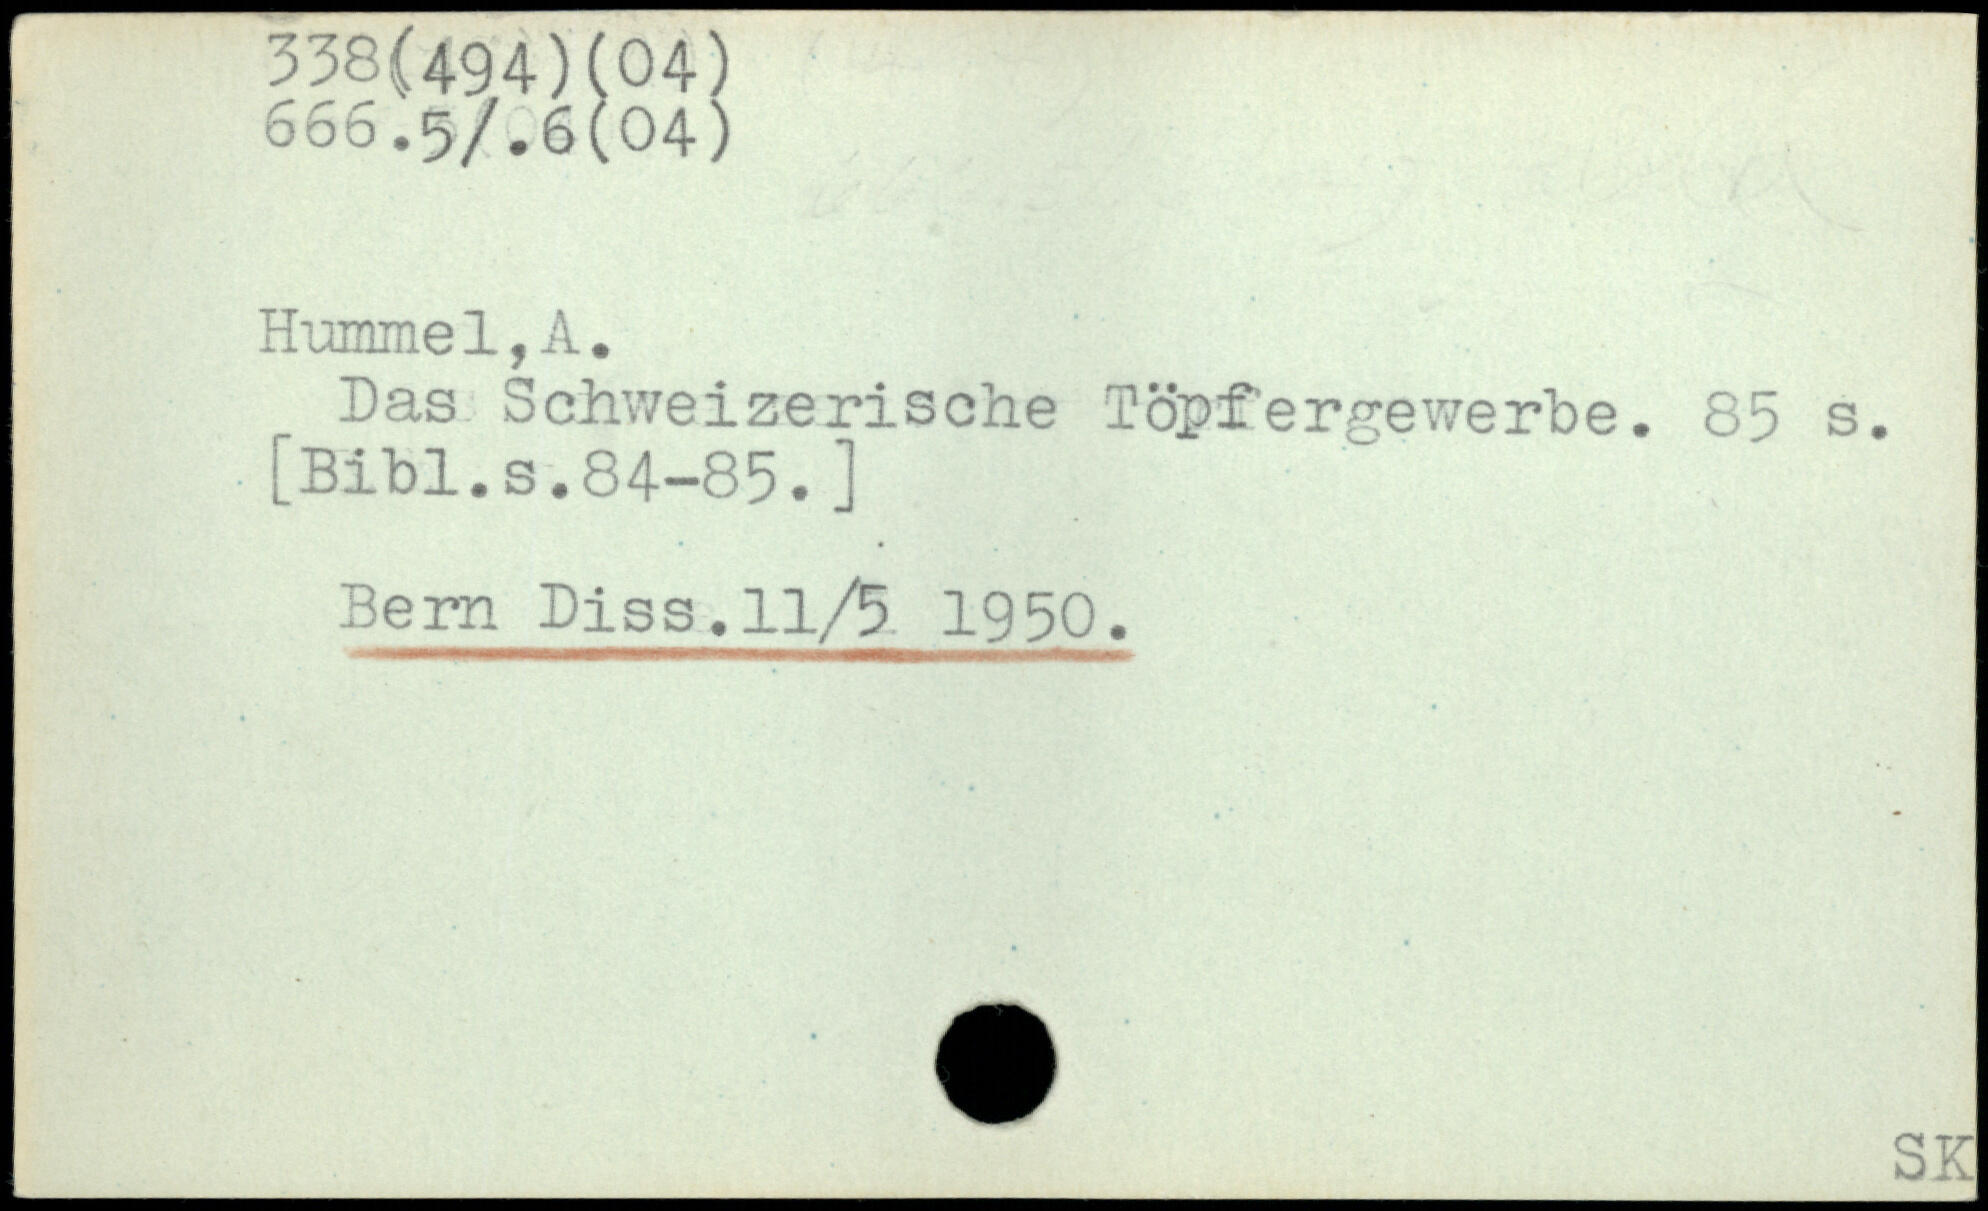 338(494)(04)
666.5/.6(04)
Hummel,A.
Das Schweizerische Töpfergewerbe. 85 s.
[Bibl.s.84-85.]
Bern Diss.11/5 1950.
SK